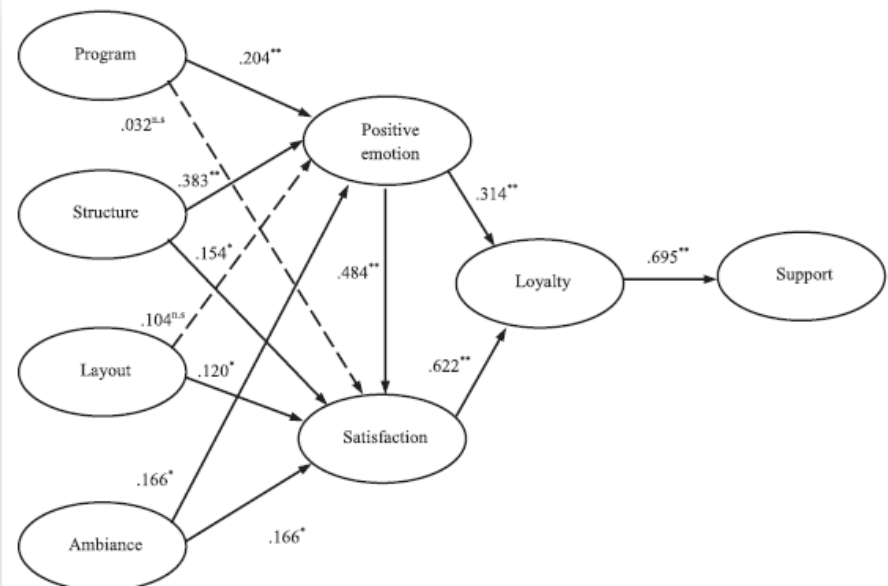 Program
.204**
.032n.s
Positive
emotion
.383**
.314**
Structure
.154*
.484**
.695**
Support
Loyalty
.104n.s
Layout
.120*
.622**
Satisfaction
.166*
.166*
Ambiance